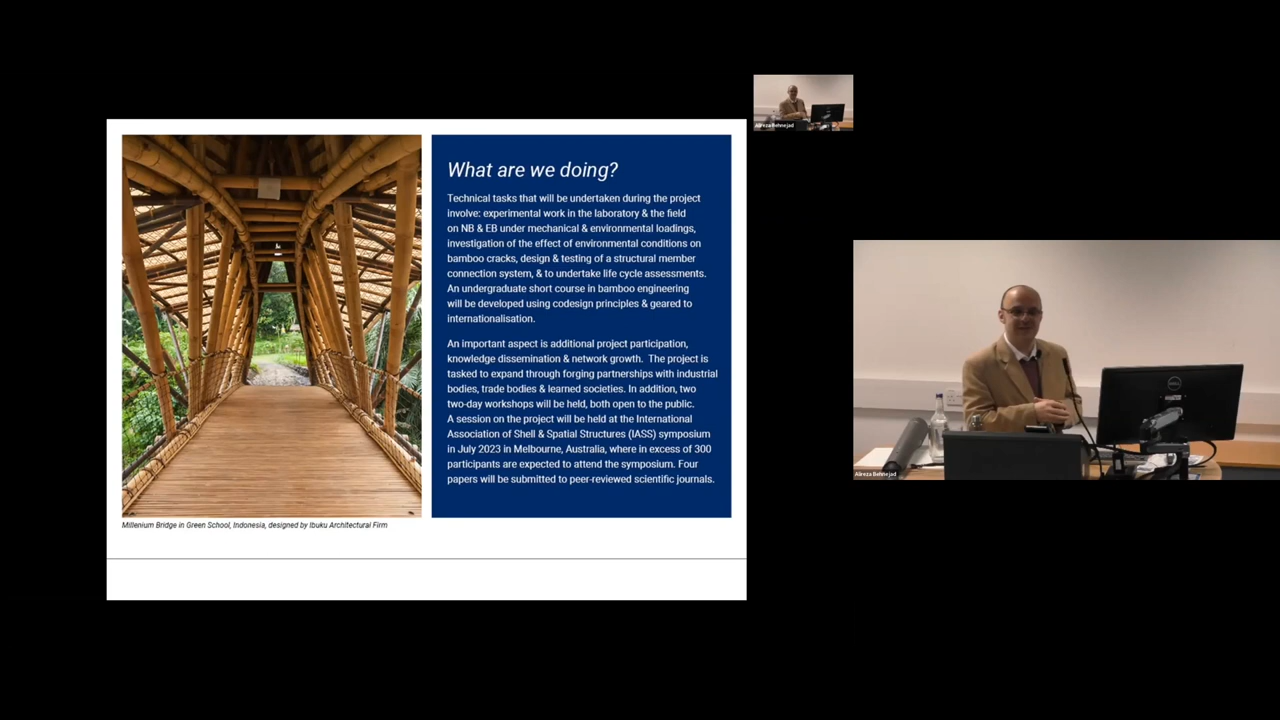 What are we doing?
Technical tasks that will be undertaken during the project
involve: experimental work in the laboratory & the field
on NB & EB under mechanical & environmental loadings,
investigation of the effect of environmental conditions on
bamboo cracks, design & testing of a structural member
connection system, & to undertake life cycle assessments.
An undergraduate short course in bamboo engineering
will be developed using codesign principles & geared to
internationalisation.
An important aspect is additional project participation,
knowledge dissemination & network growth. The project is
tasked to expand through forging partnerships with industrial
bodies, trade bodies & learned societies. In addition, two
two-day workshops will be held, both open to the public.
A session on the project will be held at the International
Association of Shell & Spatial Structures (IASS) symposium
in July 2023 in Melbourne, Australia, where in excess of 300
participants are expected to attend the symposium. Four
papers will be submitted to peer-reviewed scientific journals.
Millenium Bridge in Green School, Indonesia, designed by Ibuku Architectural Firm
Alireza Behnejad
DELL
Alireza Behnejad